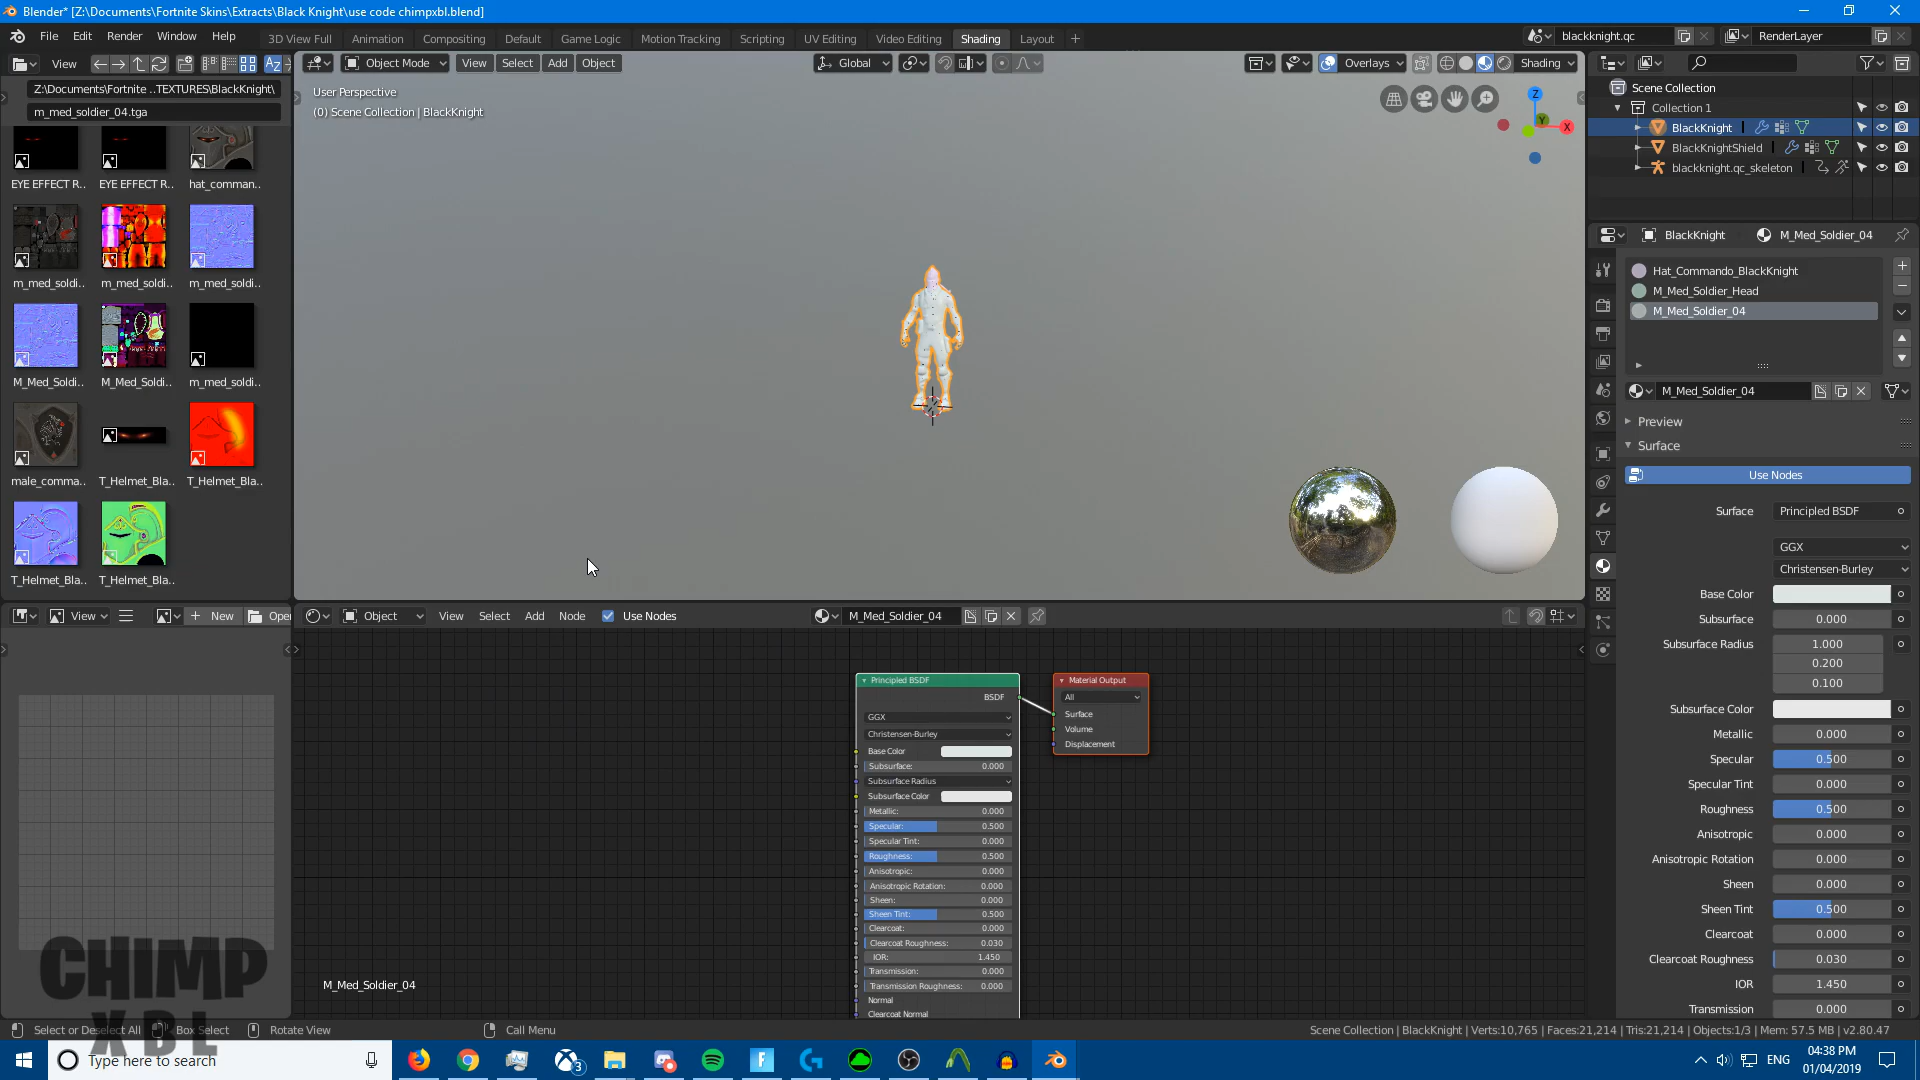 Blender* [Z:\Documents\Fortnite Skins\Extracts\Black Knight\use code chimpxbl.blend]
File Edit Render Window Help
3D View Full Animation Compositing Default Game Logic Motion Tracking Scripting UV Editing Video Editing Shading Layout +
blackknight.qc
RenderLayer
View
Z:\Documents\Fortnite ..TEXTURES\BlackKnight\
m_med_soldier_04.tga
EYE EFFECT R.. EYE EFFECT R.. hat_comman..
m_med_soldi.. m_med_soldi.. m_med_soldi..
M_Med_Soldi.. M_Med_Soldi.. m_med_soldi..
male_comma.. T_Helmet_Bla.. T_Helmet_Bla..
T_Helmet_Bla.. T_Helmet_Bla..
Object Mode View Select Add Object Global Overlays Shading
User Perspective
(0) Scene Collection | BlackKnight
Z
Y
X
Scene Collection
Collection 1
BlackKnight
BlackKnightShield
blackknight.qc_skeleton
BlackKnight M_Med_Soldier_04
Hat_Commando_BlackKnight
M_Med_Soldier_Head
M_Med_Soldier_04
M_Med_Soldier_04
Preview
Surface
Use Nodes
Surface Principled BSDF
GGX
Christensen-Burley
Base Color
Subsurface 0.000
Subsurface Radius 1.000
0.200
0.100
Subsurface Color
Metallic 0.000
Specular 0.500
Specular Tint 0.000
Roughness 0.500
Anisotropic 0.000
Anisotropic Rotation 0.000
Sheen 0.000
Sheen Tint 0.500
Clearcoat 0.000
Clearcoat Roughness 0.030
IOR 1.450
Transmission 0.000
View + New Open
Object View Select Add Node Use Nodes M_Med_Soldier_04
Principled BSDF
BSDF
GGX
Christensen-Burley
Base Color
Subsurface: 0.000
Subsurface Radius
Subsurface Color
Metallic: 0.000
Specular: 0.500
Specular Tint: 0.000
Roughness: 0.500
Anisotropic: 0.000
Anisotropic Rotation: 0.000
Sheen: 0.000
Sheen Tint: 0.500
Clearcoat: 0.000
Clearcoat Roughness: 0.030
IOR: 1.450
Transmission: 0.000
Transmission Roughness: 0.000
Normal
Clearcoat Normal
Material Output
All
Surface
Volume
Displacement
M_Med_Soldier_04
CHIMP
XBL
Select or Deselect All Box Select Rotate View Call Menu
Scene Collection | BlackKnight | Verts:10,765 | Faces:21,214 | Tris:21,214 | Objects:1/3 | Mem: 57.5 MB | v2.80.47
Type here to search
3
ENG
04:38 PM
01/04/2019